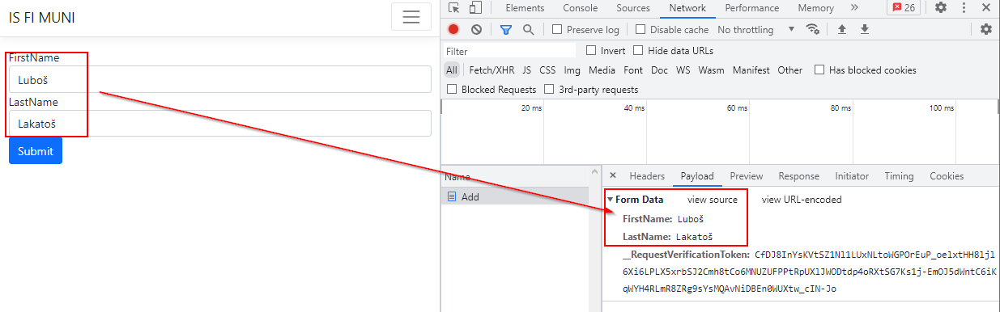 IS FI MUNI
FirstName
Luboš
LastName
Lakatoš
Submit
Elements Console Sources Network Performance Memory » 26
Preserve log Disable cache No throttling
Filter Invert Hide data URLs
All Fetch/XHR JS CSS Img Media Font Doc WS Wasm Manifest Other Has blocked cookies
Blocked Requests 3rd-party requests
20 ms 40 ms 60 ms 80 ms 100 ms
Name
Add
× Headers Payload Preview Response Initiator Timing Cookies
Form Data view source view URL-encoded
FirstName: Luboš
LastName: Lakatoš
__RequestVerificationToken: CfDJ8InYsKVtSZ1Nl1LUxNLtoWGPOrEuP_oelxtHH8ljl
6Xi6LPLX5xrbSJ2Cmh8tCo6MNUZUFPPtRpUXlJWODtdp4oRXtSG7Ks1j-EmOJ5dWntC6iK
qWYH4RLmR8ZRg9sYsMQAvNiDBEn0WUXtw_cIN-Jo